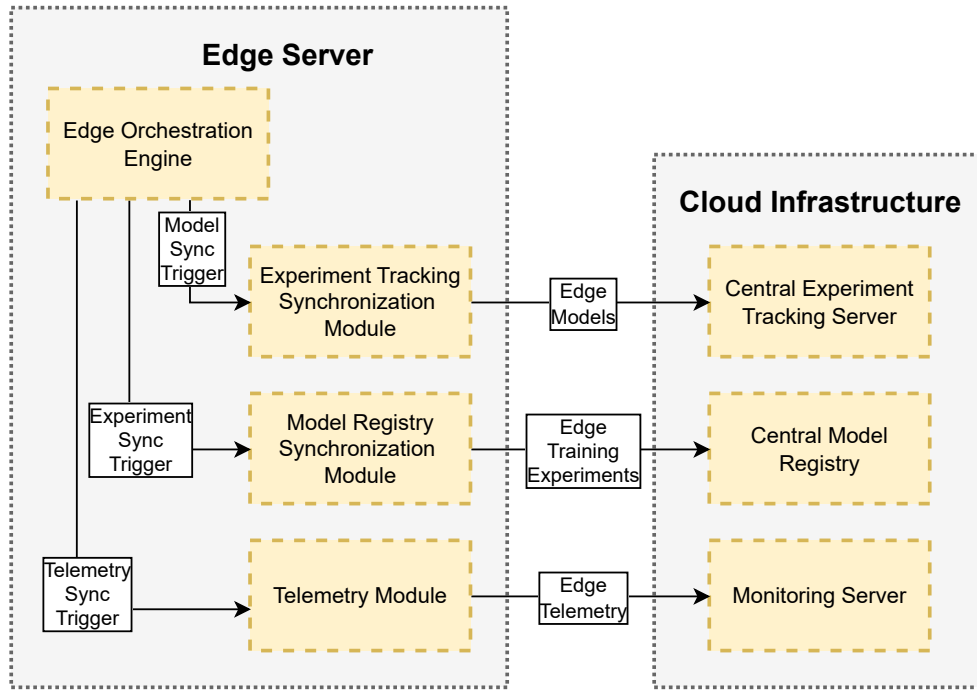 Edge Server
Edge Orchestration
Engine
Cloud Infrastructure
Model
Sync
Trigger
Experiment Tracking
Synchronization
Module
Edge
Models
Central Experiment
Tracking Server
Experiment
Sync
Trigger
Model Registry
Synchronization
Module
Edge
Training
Experiments
Central Model
Registry
Telemetry
Sync
Trigger
Telemetry Module
Edge
Telemetry
Monitoring Server